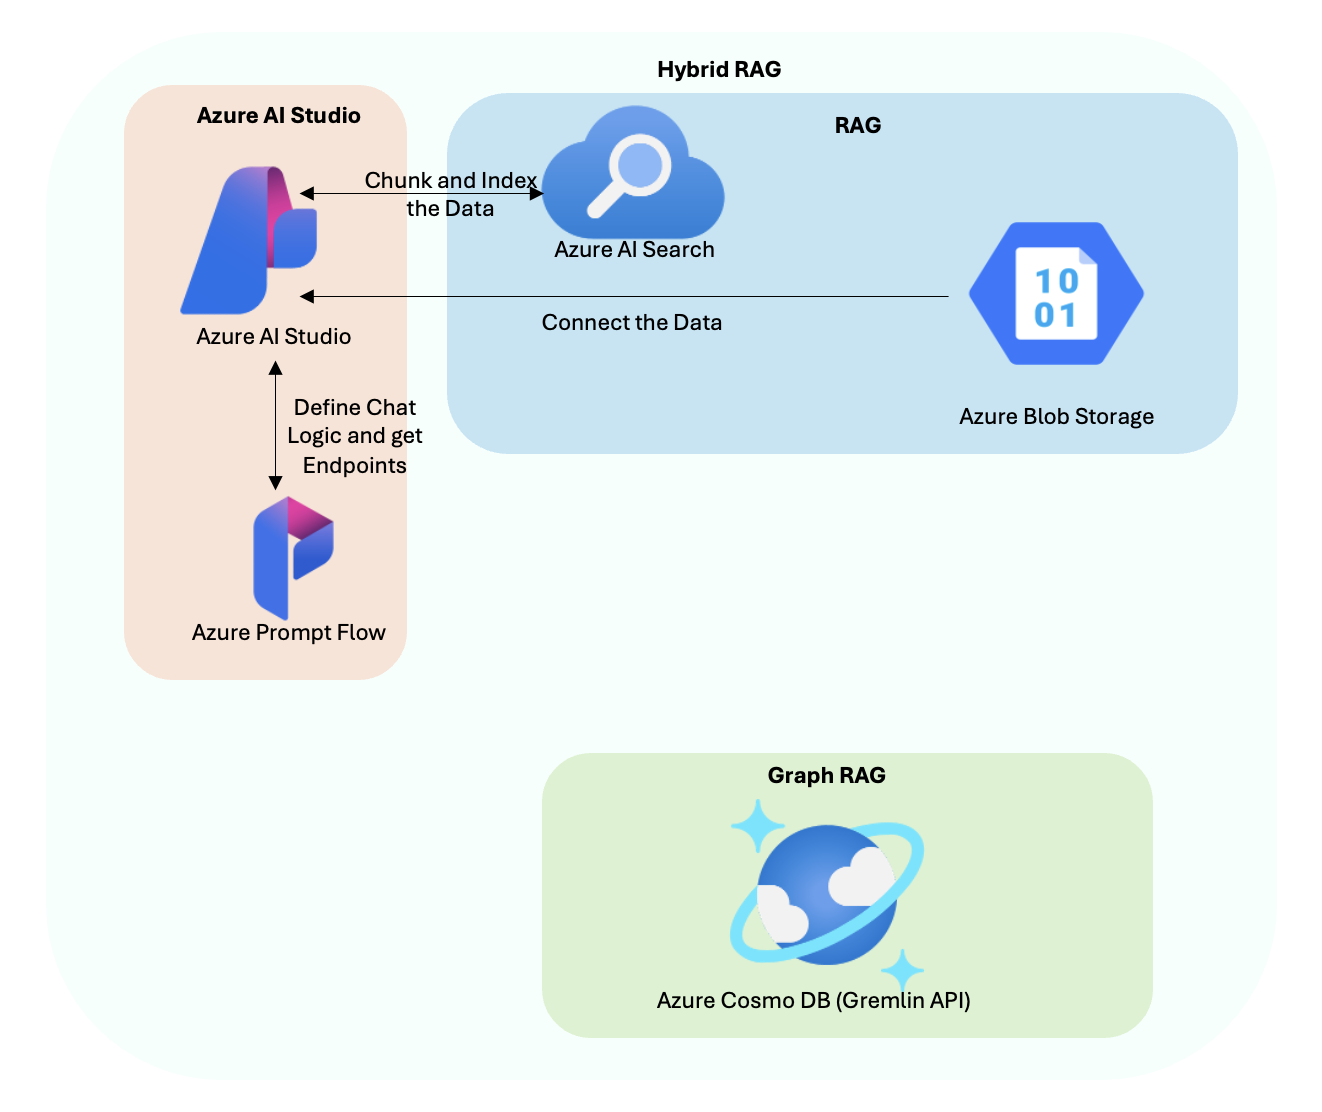 Hybrid RAG
Azure AI Studio
RAG
Chunk and Index
the Data
Azure AI Search
10
01
Azure AI Studio
Connect the Data
Azure Blob Storage
Define Chat
Logic and get
Endpoints
Azure Prompt Flow
Graph RAG
Azure Cosmo DB (Gremlin API)